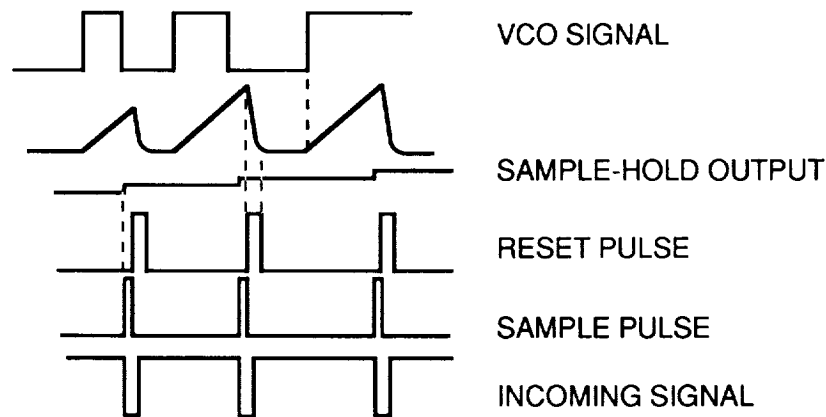 VCO SIGNAL
SAMPLE-HOLD OUTPUT
RESET PULSE
SAMPLE PULSE
INCOMING SIGNAL